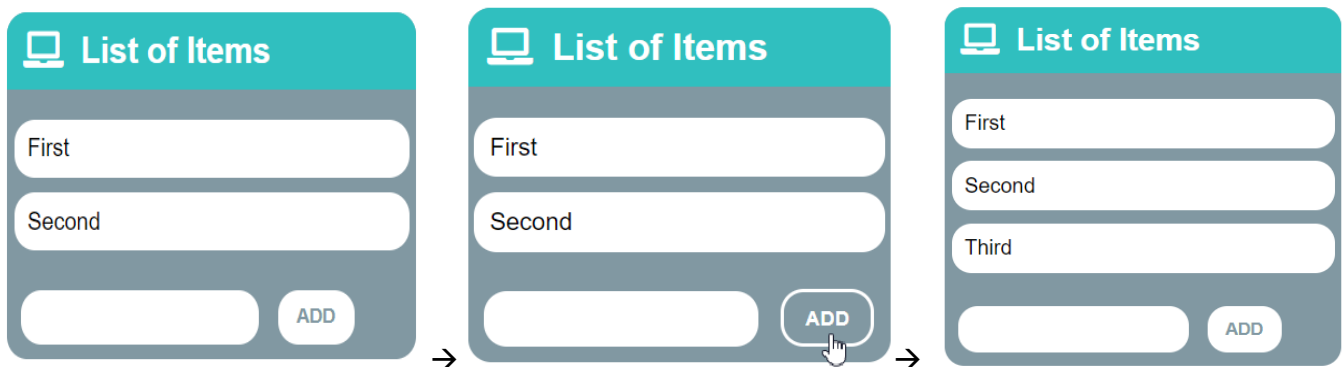 List of Items
First
Second
ADD
→
List of Items
First
Second
ADD
→
List of Items
First
Second
Third
ADD